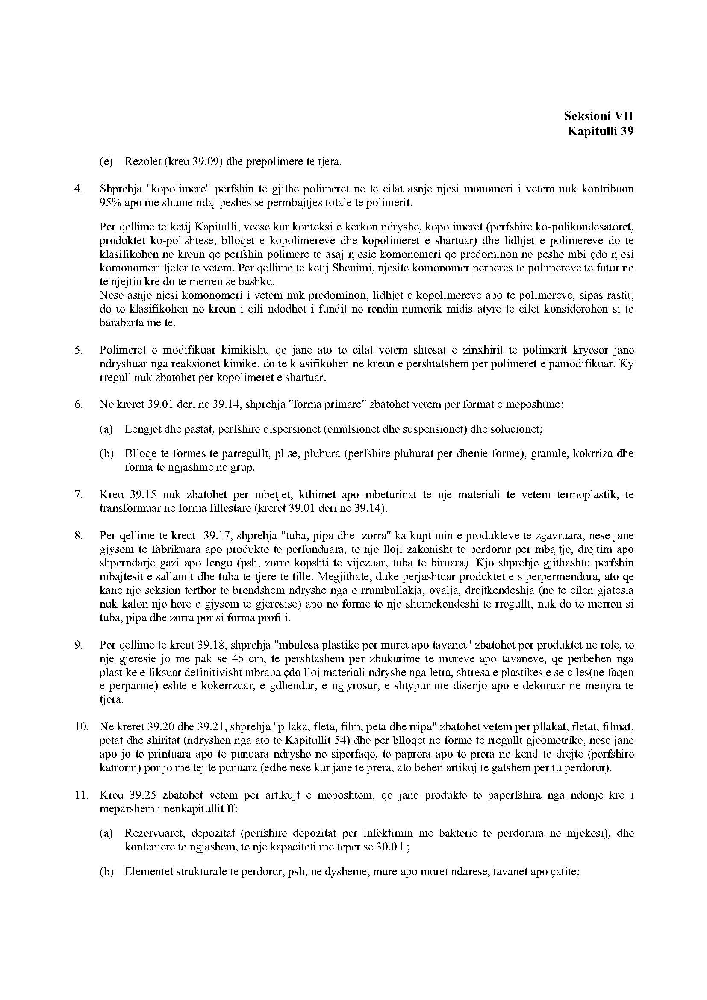 Seksioni VII
Kapitulli 39
(e) Rezolet (kreu 39.09) dhe prepolimere te tjera.
4. Shprehja "kopolimere" perfshin te gjithe polimeret ne te cilat asnje njesi monomeri i vetem nuk kontribuon
95% apo me shume ndaj peshes se permbajtjes totale te polimerit.
Per qellime te ketij Kapitulli, vecse kur konteksi e kerkon ndryshe, kopolimeret (perfshire ko-polikondesatoret,
produktet ko-polishtese, blloqet e kopolimereve dhe kopolimeret e shartuar) dhe lidhjet e polimereve do te
klasifikohen ne kreun qe perfshin polimere te asaj njesie komonomeri qe predominon ne peshe mbi çdo njesi
komonomeri tjeter te vetem. Per qellime te ketij Shenimi, njesite komonomer perberes te polimereve te futur ne
te njejtin kre do te merren se bashku.
Nese asnje njesi komonomeri i vetem nuk predominon, lidhjet e kopolimereve apo te polimereve, sipas rastit,
do te klasifikohen ne kreun i cili ndodhet i fundit ne rendin numerik midis atyre te cilet konsiderohen si te
barabarta me te.
5. Polimeret e modifikuar kimikisht, qe jane ato te cilat vetem shtesat e zinxhirit te polimerit kryesor jane
ndryshuar nga reaksionet kimike, do te klasifikohen ne kreun e pershtatshem per polimeret e pamodifikuar. Ky
rregull nuk zbatohet per kopolimeret e shartuar.
6. Ne kreret 39.01 deri ne 39.14, shprehja "forma primare" zbatohet vetem per format e meposhtme:
(a) Lengjet dhe pastat, perfshire dispersionet (emulsionet dhe suspensionet) dhe solucionet;
(b) Blloqe te formes te parregullt, plise, pluhura (perfshire pluhurat per dhenie forme), granule, kokrriza dhe
forma te ngjashme ne grup.
7. Kreu 39.15 nuk zbatohet per mbetjet, kthimet apo mbeturinat te nje materiali te vetem termoplastik, te
transformuar ne forma fillestare (kreret 39.01 deri ne 39.14).
8. Per qellime te kreut 39.17, shprehja "tuba, pipa dhe zorra" ka kuptimin e produkteve te zgavruara, nese jane
gjysem te fabrikuara apo produkte te perfunduara, te nje lloji zakonisht te perdorur per mbajtje, drejtim apo
shperndarje gazi apo lengu (psh, zorre kopshti te vijezuar, tuba te biruara). Kjo shprehje gjithashtu perfshin
mbajtesit e sallamit dhe tuba te tjere te tille. Megjithate, duke perjashtuar produktet e siperpermendura, ato qe
kane nje seksion terthor te brendshem ndryshe nga e rrumbullakja, ovalja, drejtkendeshja (ne te cilen gjatesia
nuk kalon nje here e gjysem te gjeresise) apo ne forme te nje shumekendeshi te rregullt, nuk do te merren si
tuba, pipa dhe zorra por si forma profili.
9. Per qellime te kreut 39.18, shprehja "mbulesa plastike per muret apo tavanet" zbatohet per produktet ne role, te
nje gjeresie jo me pak se 45 cm, te pershtashem per zbukurime te mureve apo tavaneve, qe perbehen nga
plastike e fiksuar definitivisht mbrapa çdo lloj materiali ndryshe nga letra, shtresa e plastikes e se ciles(ne faqen
e perparme) eshte e kokerrzuar, e gdhendur, e ngjyrosur, e shtypur me disenjo apo e dekoruar ne menyra te
tjera.
10. Ne kreret 39.20 dhe 39.21, shprehja "pllaka, fleta, film, peta dhe rripa" zbatohet vetem per pllakat, fletat, filmat,
petat dhe shiritat (ndryshen nga ato te Kapitullit 54) dhe per blloqet ne forme te rregullt gjeometrike, nese jane
apo jo te printuara apo te punuara ndryshe ne siperfaqe, te paprera apo te prera ne kend te drejte (perfshire
katrorin) por jo me tej te punuara (edhe nese kur jane te prera, ato behen artikuj te gatshem per tu perdorur).
11. Kreu 39.25 zbatohet vetem per artikujt e meposhtem, qe jane produkte te paperfshira nga ndonje kre i
meparshem i nenkapitullit II:
(a) Rezervuaret, depozitat (perfshire depozitat per infektimin me bakterie te perdorura ne mjekesi), dhe
konteniere te ngjashem, te nje kapaciteti me teper se 30.0 l ;
(b) Elementet strukturale te perdorur, psh, ne dysheme, mure apo muret ndarese, tavanet apo çatite;